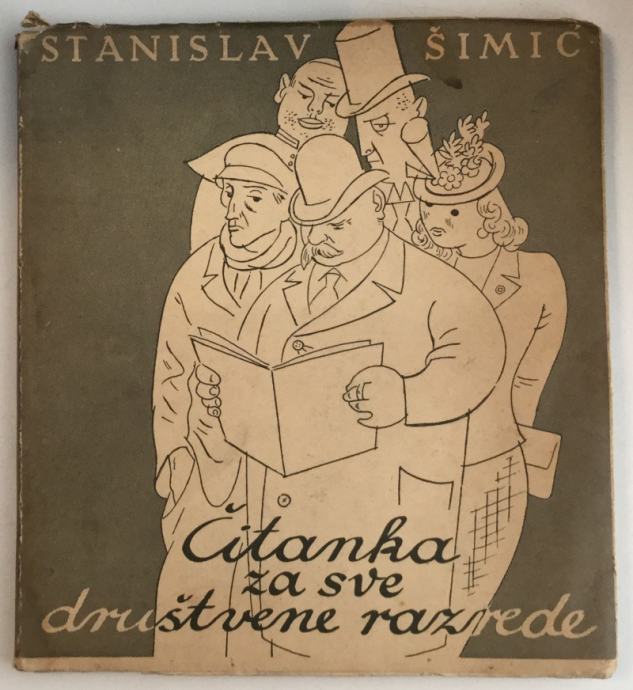 STANISLAV ŠIMIĆ
Čitanka
za sve
društvene razrede